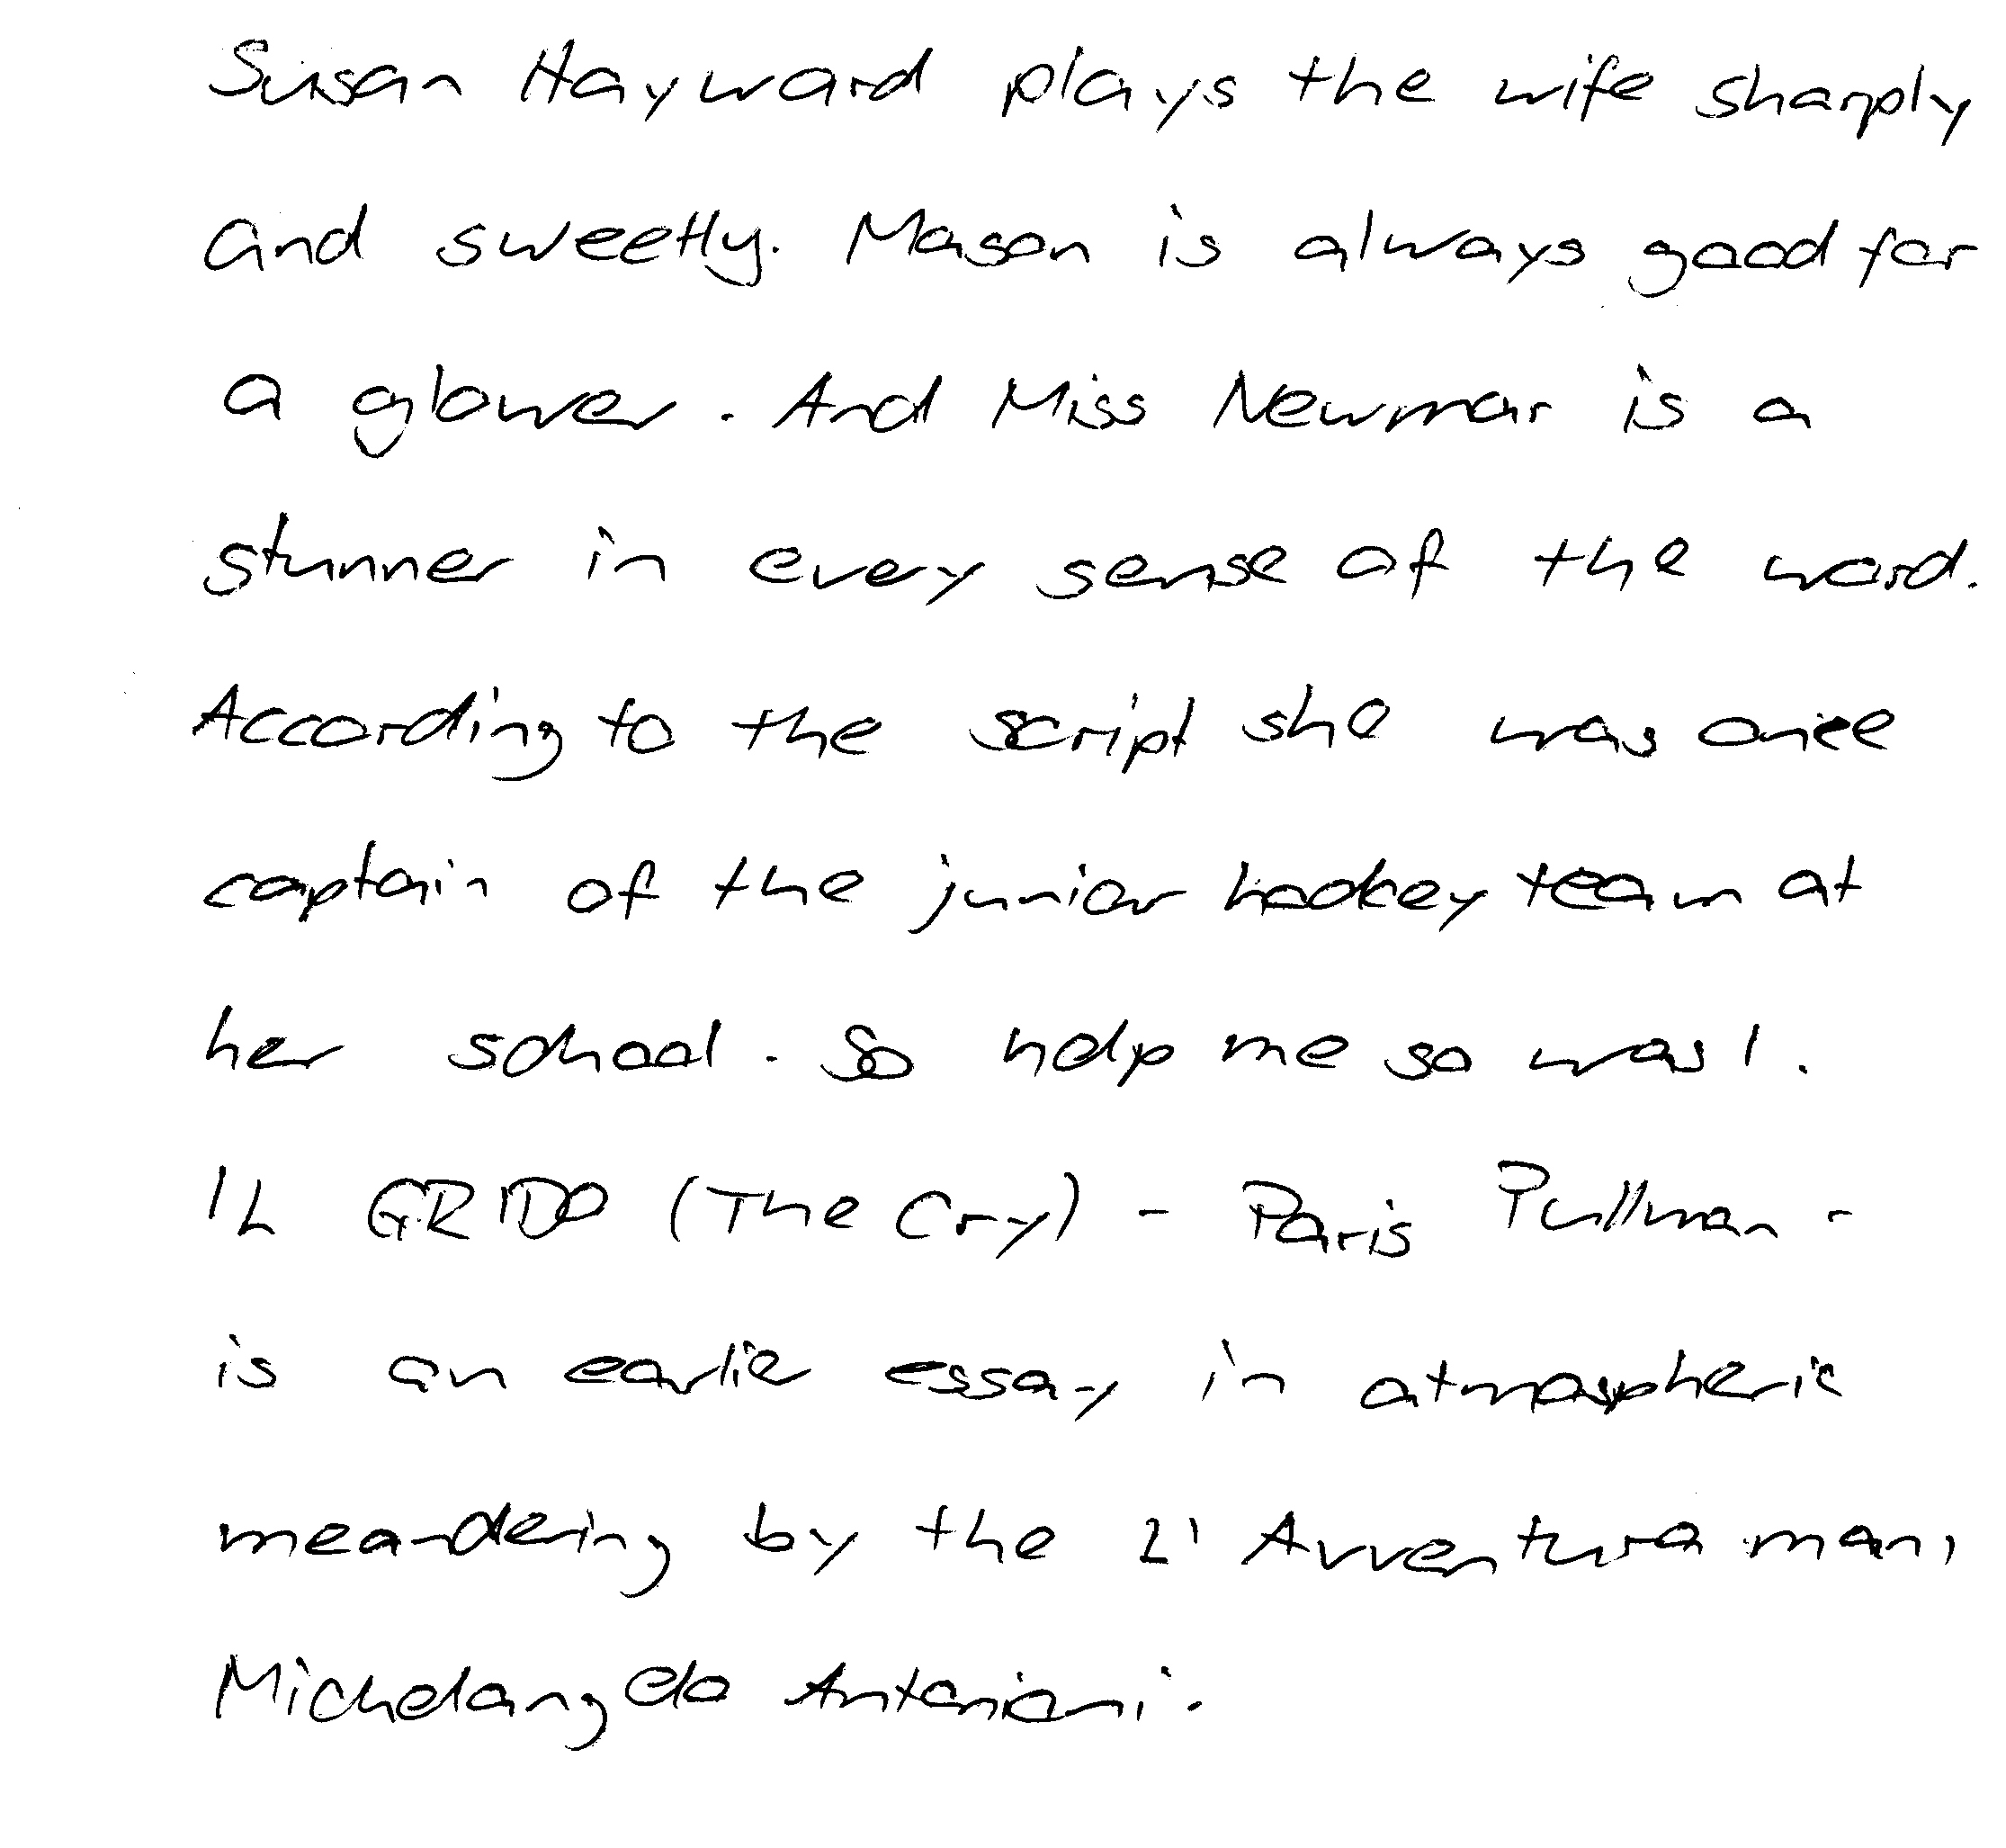 Susan Hayward plays the wife sharply
and sweetly. Mason is always good for
a glower. And Miss Newmar is a
stunner in every sense of the word.
According to the script she was once
captain of the junior hockey team at
her school. So help me so was I.
IL GRIDO (The Cry) - Paris Pullman -
is an earlie essay in atmospheric
meandering by the L'Avventura man,
Michelangelo Antonioni.